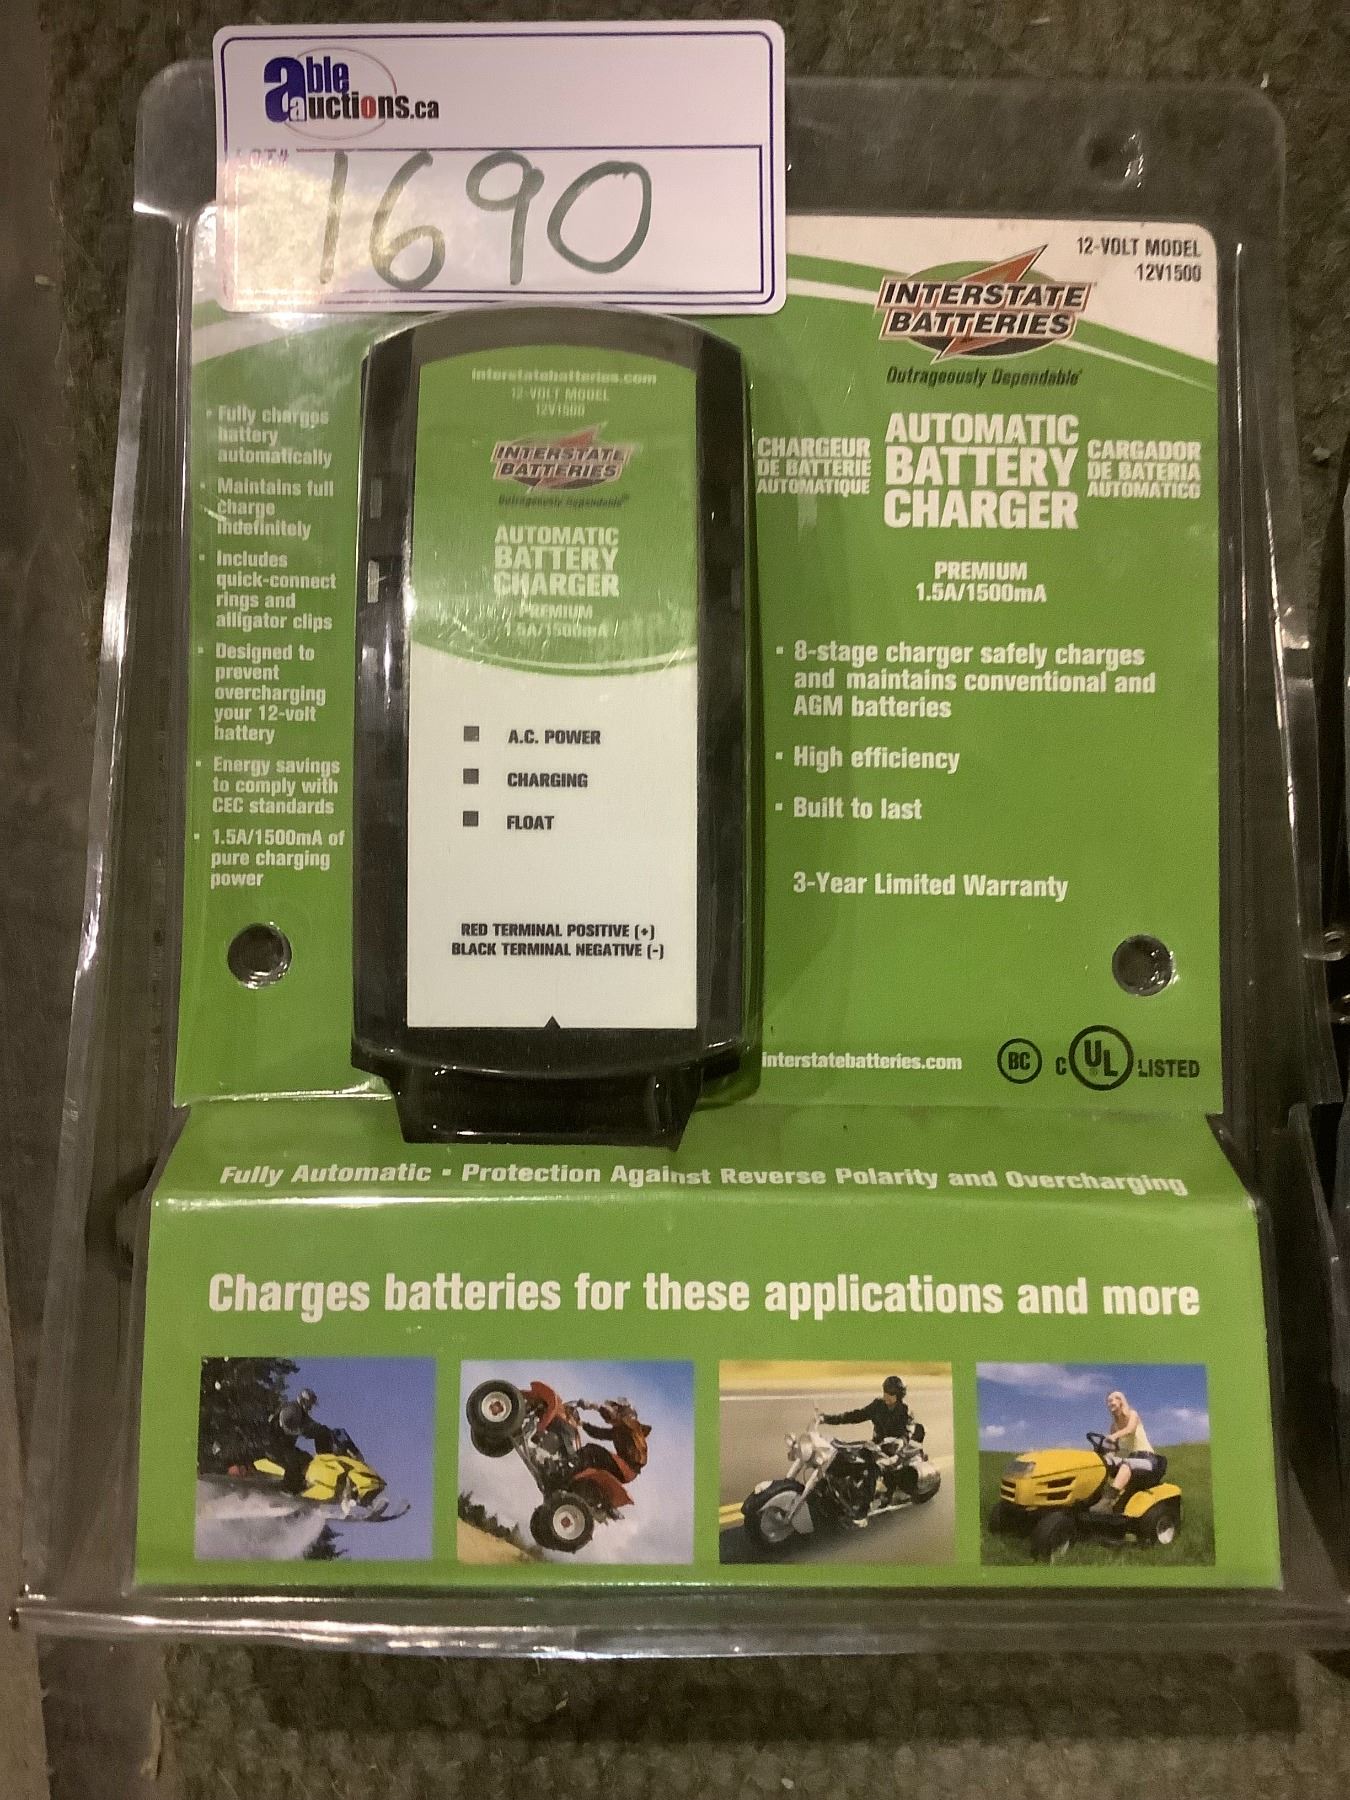 able
auctions.ca
LOT#
1690
12-VOLT MODEL
12V1500
INTERSTATE
BATTERIES
Outrageously Dependable
CHARGEUR
DE BATTERIE
AUTOMATIQUE
AUTOMATIC
BATTERY
CHARGER
CARGADOR
DE BATERIA
AUTOMATICO
PREMIUM
1.5A/1500mA
• 8-stage charger safely charges
and maintains conventional and
AGM batteries
• High efficiency
• Built to last
3-Year Limited Warranty
interstatebatteries.com
BC
C UL LISTED
• Fully charges
battery
automatically
• Maintains full
charge
indefinitely
• Includes
quick-connect
rings and
alligator clips
• Designed to
prevent
overcharging
your 12-volt
battery
• Energy savings
to comply with
CEC standards
• 1.5A/1500mA of
pure charging
power
interstatebatteries.com
12-VOLT MODEL
12V1500
INTERSTATE
BATTERIES
Outrageously Dependable
AUTOMATIC
BATTERY
CHARGER
PREMIUM
1.5A/1500mA
A.C. POWER
CHARGING
FLOAT
RED TERMINAL POSITIVE (+)
BLACK TERMINAL NEGATIVE (-)
Fully Automatic • Protection Against Reverse Polarity and Overcharging
Charges batteries for these applications and more